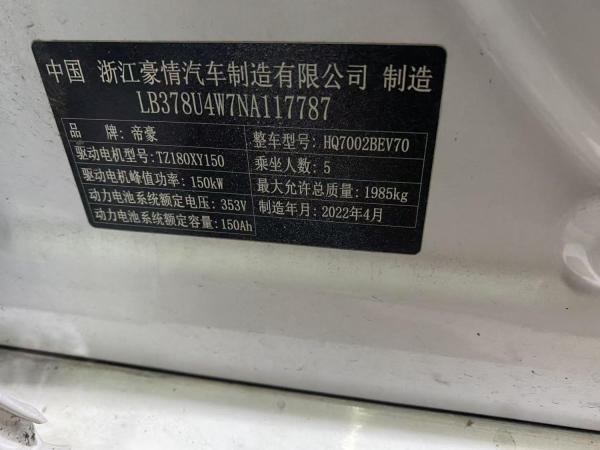 中国 浙江豪情汽车制造有限公司 制造
LB378U4W7NA117787
品 牌: 帝豪 整车型号: HQ7002BEV70
驱动电机型号: TZ180XY150 乘坐人数: 5
驱动电机峰值功率: 150kW 最大允许总质量: 1985kg
动力电池系统额定电压: 353V 制造年月: 2022年4月
动力电池系统额定容量: 150Ah